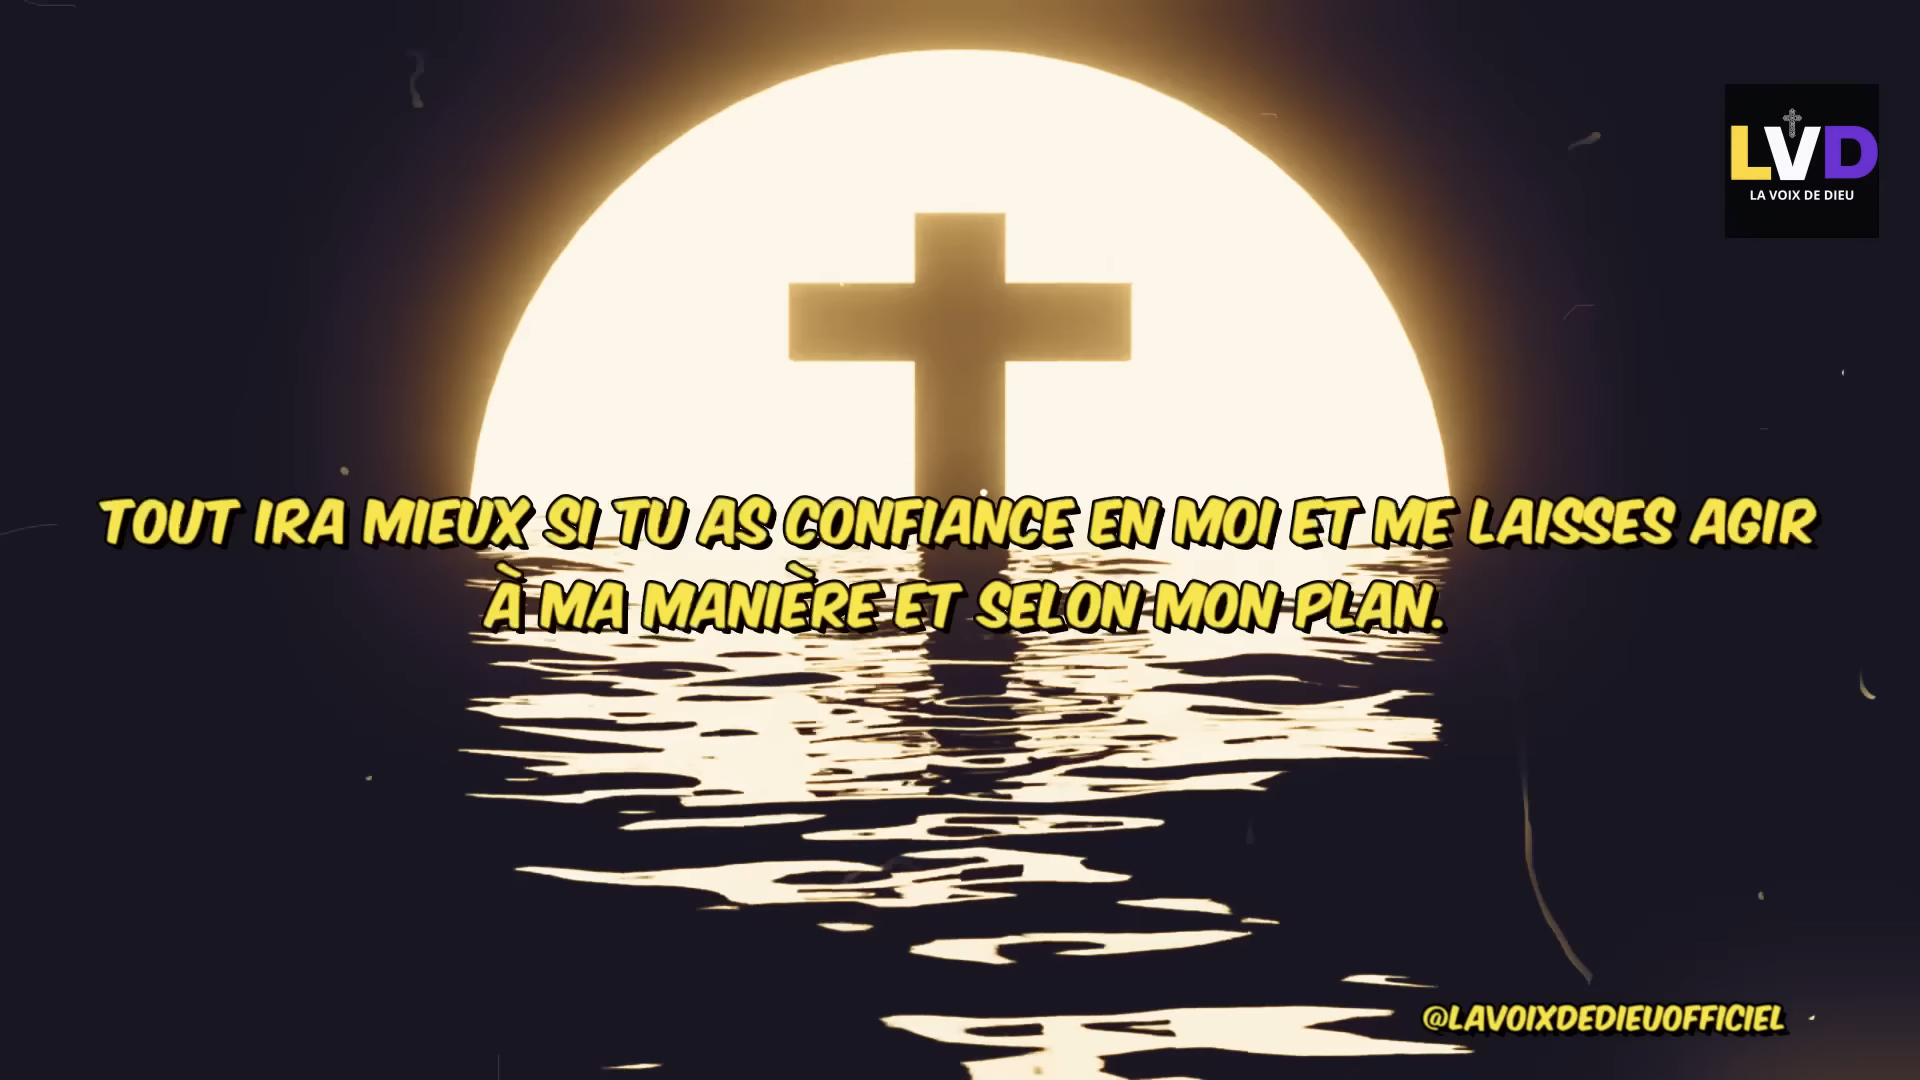 LVD
LA VOIX DE DIEU
TOUT IRA MIEUX SI TU AS CONFIANCE EN MOI ET ME LAISSES AGIR
À MA MANIÈRE ET SELON MON PLAN.
@LAVOIXDEDIEUOFFICIEL